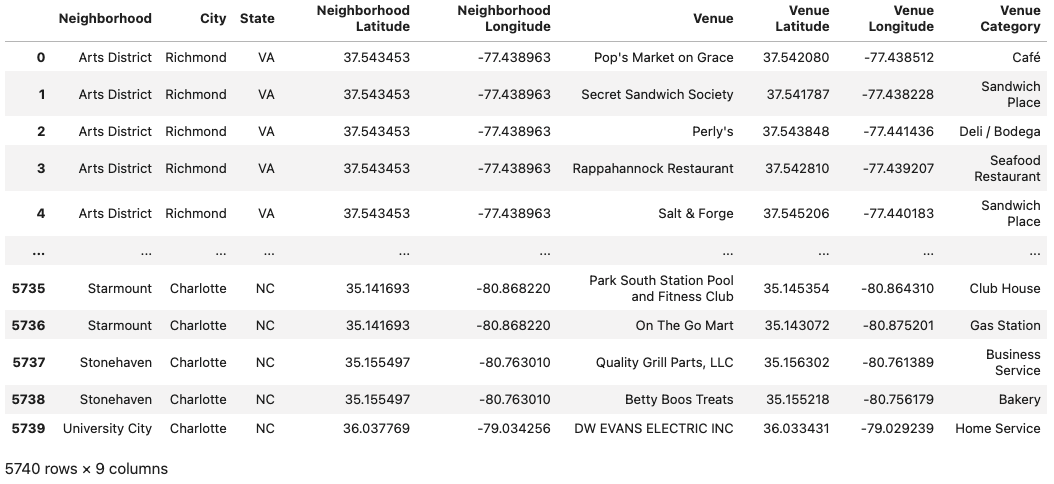 Neighborhood City State Neighborhood Latitude Neighborhood Longitude Venue Venue Latitude Venue Longitude Venue Category
0 Arts District Richmond VA 37.543453 -77.438963 Pop's Market on Grace 37.542080 -77.438512 Café
1 Arts District Richmond VA 37.543453 -77.438963 Secret Sandwich Society 37.541787 -77.438228 Sandwich Place
2 Arts District Richmond VA 37.543453 -77.438963 Perly's 37.543848 -77.441436 Deli / Bodega
3 Arts District Richmond VA 37.543453 -77.438963 Rappahannock Restaurant 37.542810 -77.439207 Seafood Restaurant
4 Arts District Richmond VA 37.543453 -77.438963 Salt & Forge 37.545206 -77.440183 Sandwich Place
... ... ... ... ... ... ... ... ... ...
5735 Starmount Charlotte NC 35.141693 -80.868220 Park South Station Pool and Fitness Club 35.145354 -80.864310 Club House
5736 Starmount Charlotte NC 35.141693 -80.868220 On The Go Mart 35.143072 -80.875201 Gas Station
5737 Stonehaven Charlotte NC 35.155497 -80.763010 Quality Grill Parts, LLC 35.156302 -80.761389 Business Service
5738 Stonehaven Charlotte NC 35.155497 -80.763010 Betty Boos Treats 35.155218 -80.756179 Bakery
5739 University City Charlotte NC 36.037769 -79.034256 DW EVANS ELECTRIC INC 36.033431 -79.029239 Home Service
5740 rows × 9 columns